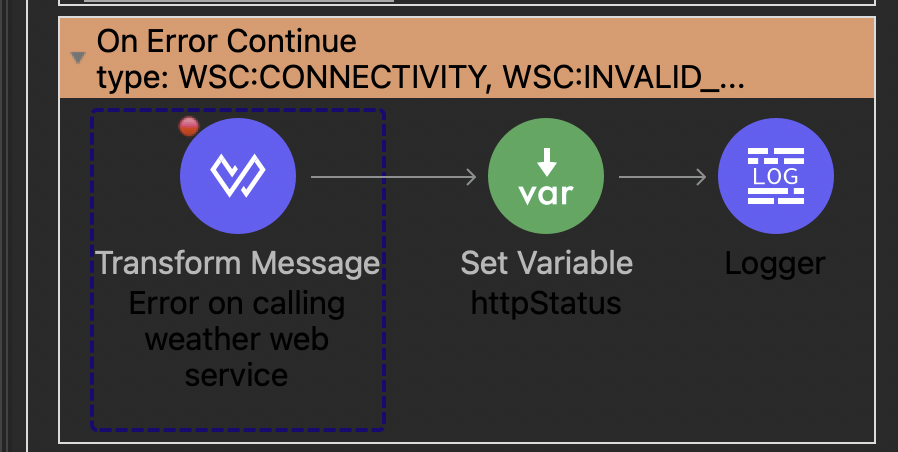 On Error Continue
type: WSC:CONNECTIVITY, WSC:INVALID_...
var
LOG
Transform Message
Set Variable
Logger
Error on calling
weather web
service
httpStatus